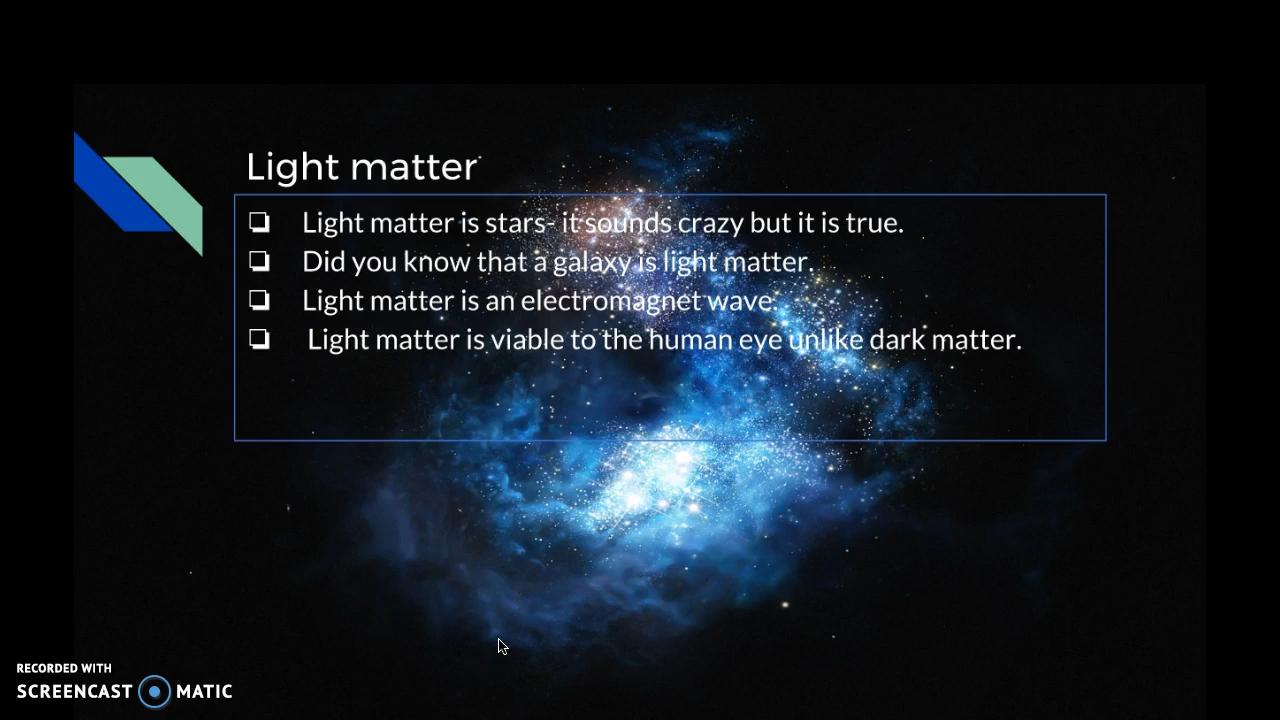 Light matter
Light matter is stars- it sounds crazy but it is true.
Did you know that a galaxy is light matter.
Light matter is an electromagnet wave.
Light matter is viable to the human eye unlike dark matter.
RECORDED WITH
SCREENCAST MATIC